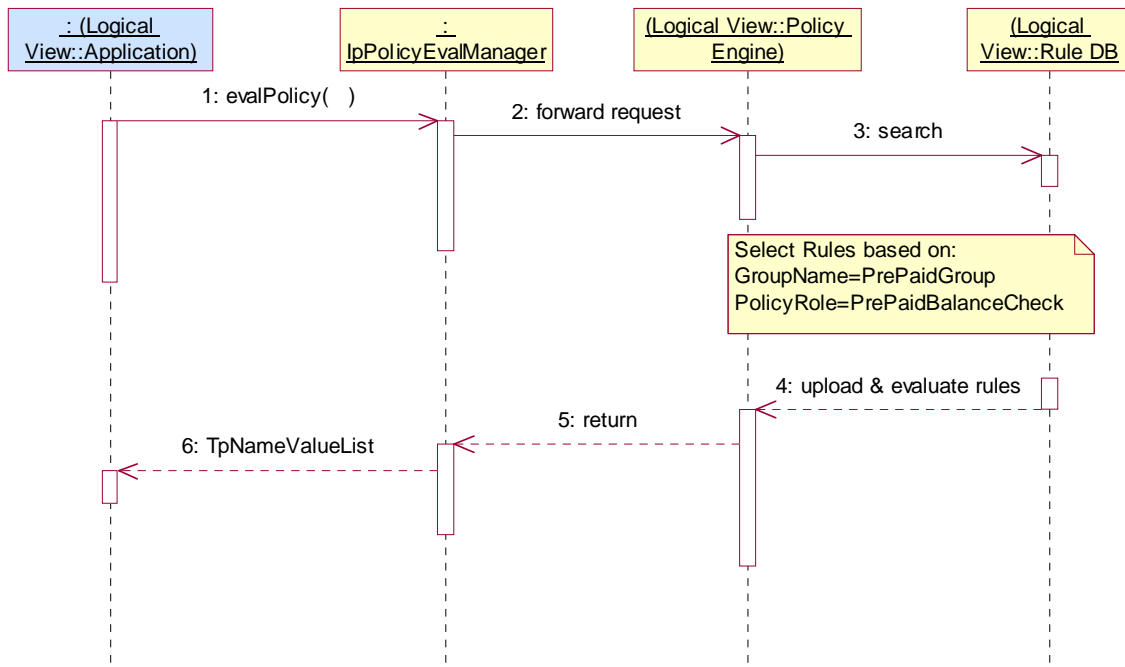 : (Logical
View::Application)
:
IpPolicyEvalManager
(Logical View::Policy
Engine)
(Logical
View::Rule DB
1: evalPolicy( )
2: forward request
3: search
Select Rules based on:
GroupName=PrePaidGroup
PolicyRole=PrePaidBalanceCheck
4: upload & evaluate rules
5: return
6: TpNameValueList